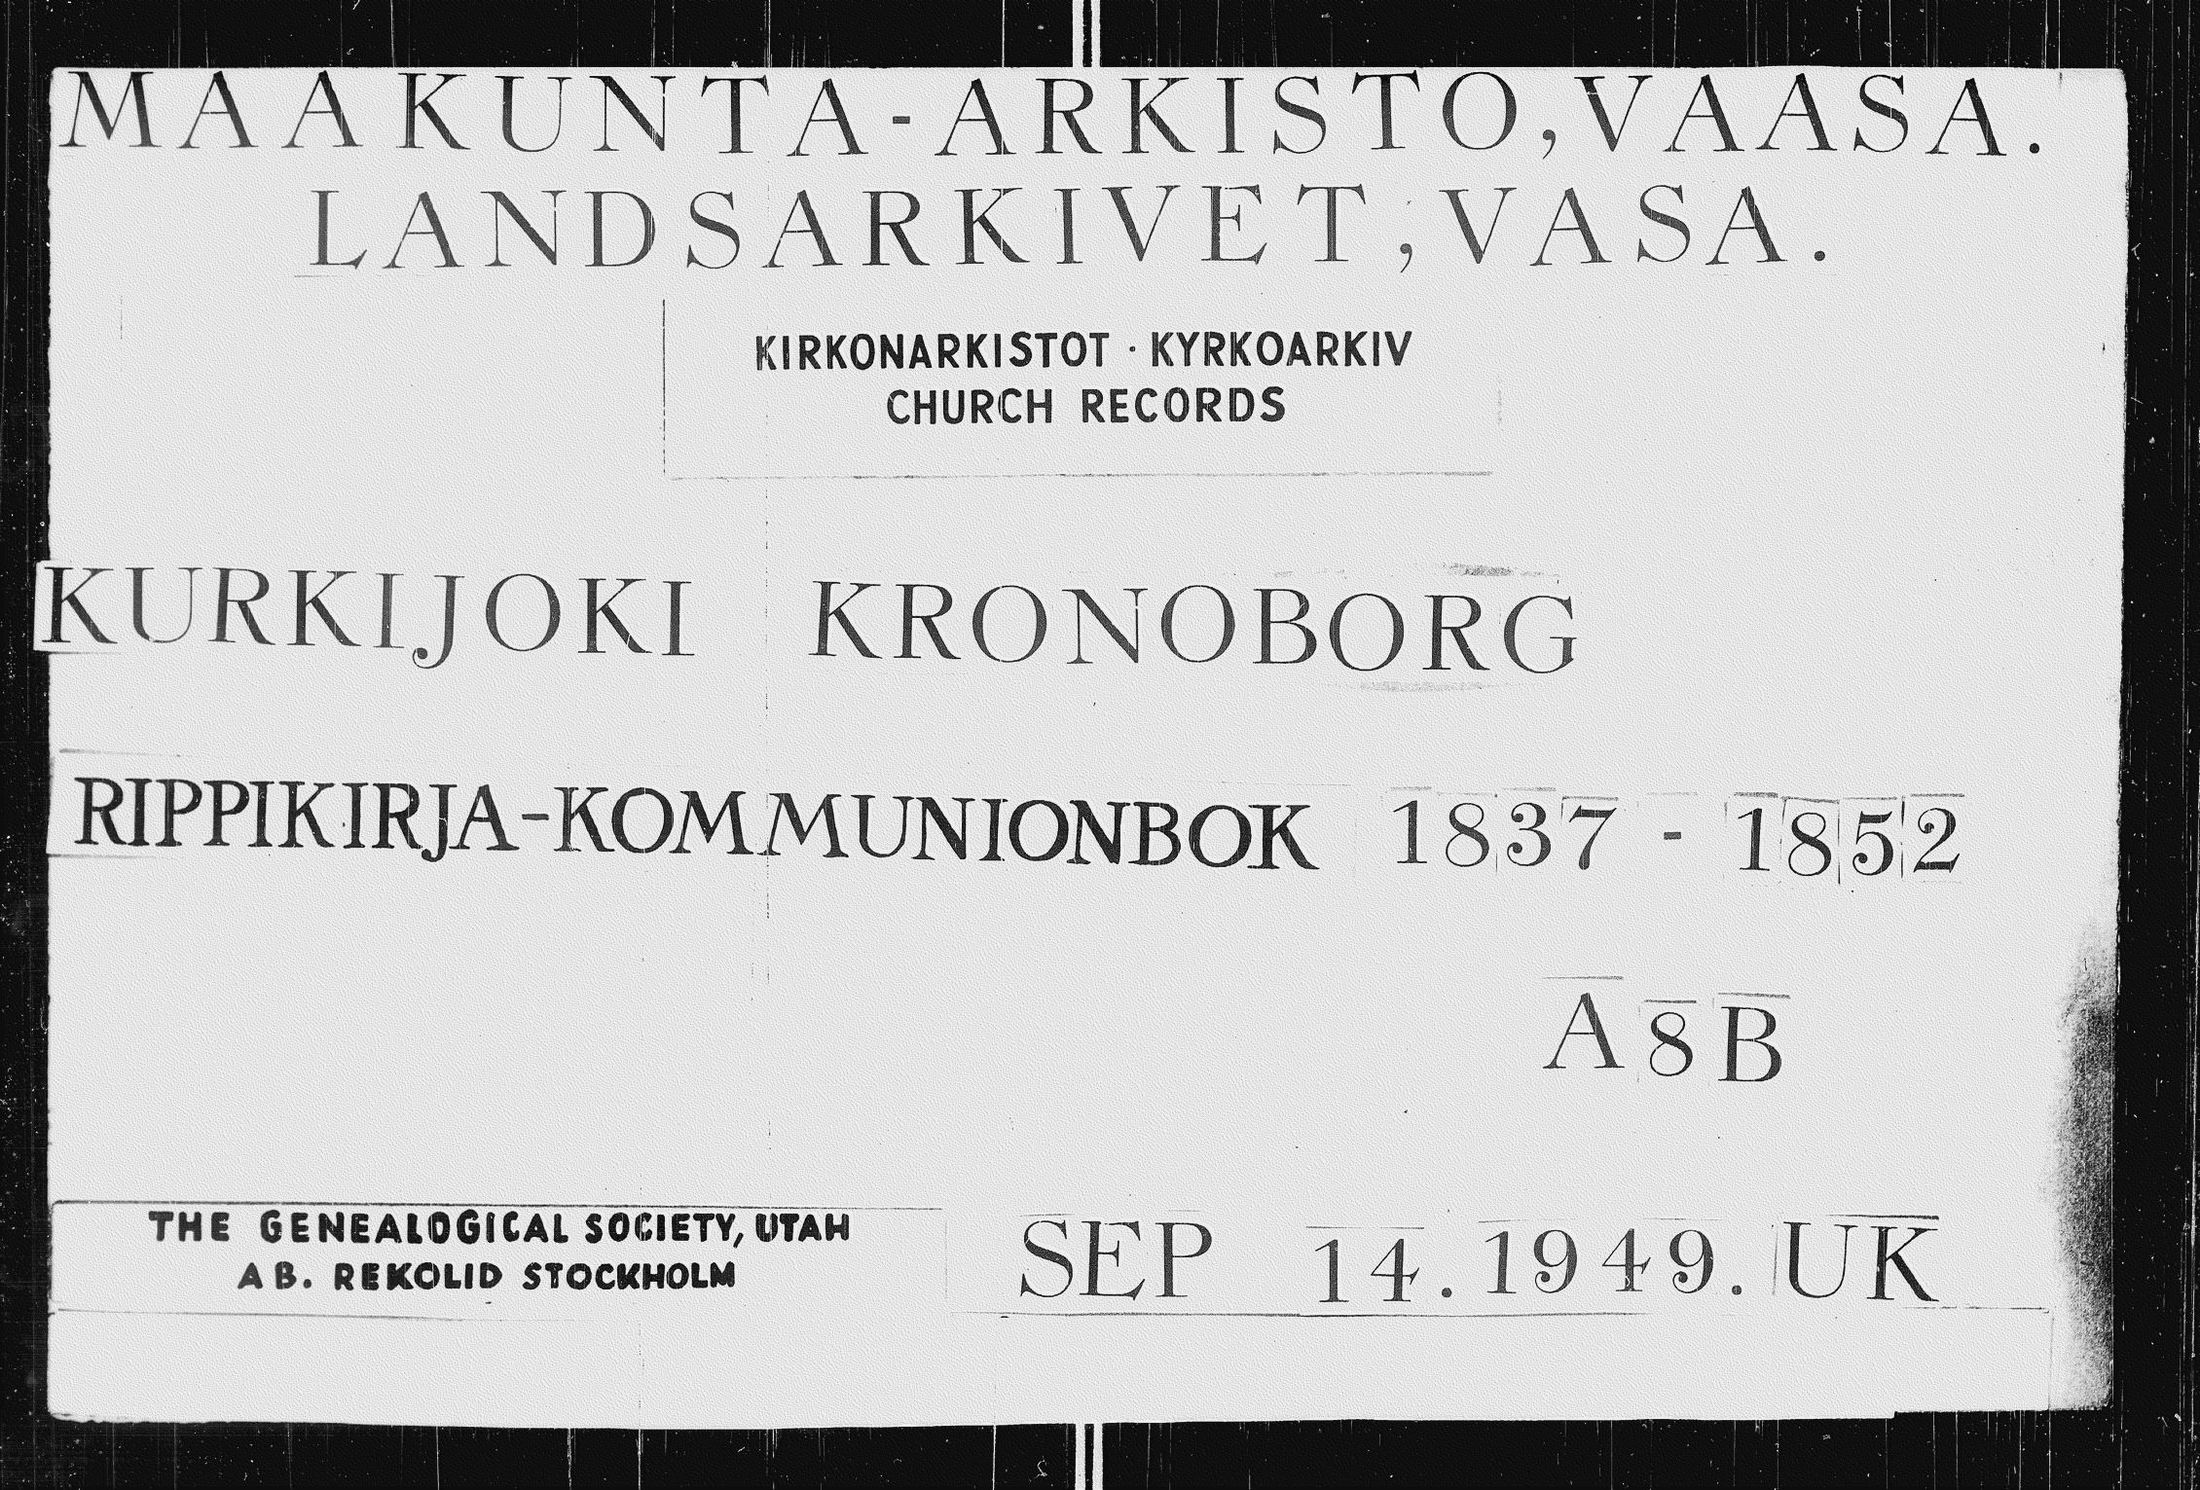 MAAKUNTA-ARKISTO, VAASA.
LANDSARKIVET, VASA.
KIRKONARKISTOT · KYRKOARKIV
CHURCH RECORDS
KURKIJOKI KRONOBORG
RIPPIKIRJA-KOMMUNIONBOK 1837 - 1852
A8B
THE GENEALOGICAL SOCIETY, UTAH
AB. REKOLID STOCKHOLM
SEP 14. 1949. UK